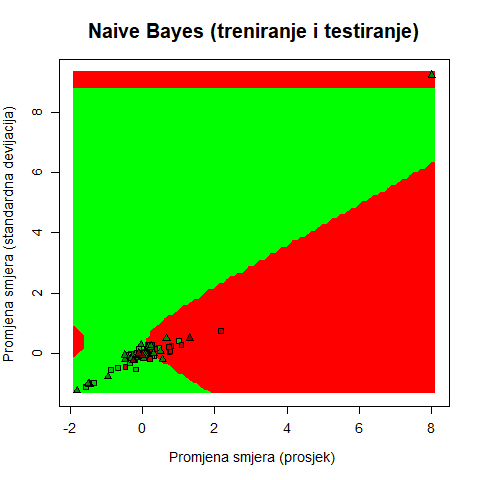 Naive Bayes (treniranje i testiranje)
Promjena smjera (standardna devijacija)
8
6
4
2
0
-2 0 2 4 6 8
Promjena smjera (prosjek)